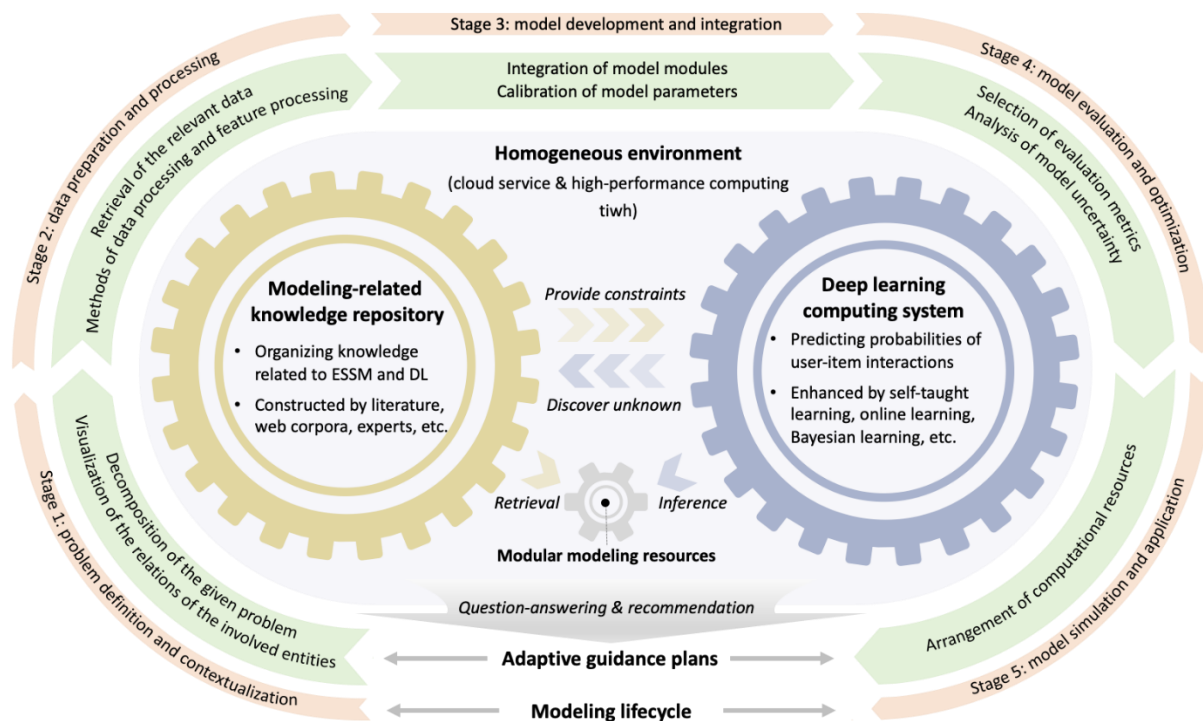 Stage 3: model development and integration
Integration of model modules
Calibration of model parameters
Stage 2: data preparation and processing
Retrieval of the relevant data
Methods of data processing and feature processing
Stage 4: model evaluation and optimization
Selection of evaluation metrics
Analysis of model uncertainty
Homogeneous environment
(cloud service & high-performance computing
tiwh)
Modeling-related
knowledge repository
• Organizing knowledge
related to ESSM and DL
• Constructed by literature,
web corpora, experts, etc.
Provide constraints
Discover unknown
Deep learning
computing system
• Predicting probabilities of
user-item interactions
• Enhanced by self-taught
learning, online learning,
Bayesian learning, etc.
Retrieval
Inference
Modular modeling resources
Stage 1: problem definition and contextualization
Decomposition of the given problem
Visualization of the relations of the involved entities
Arrangement of computational resources
Stage 5: model simulation and application
Question-answering & recommendation
Adaptive guidance plans
Modeling lifecycle